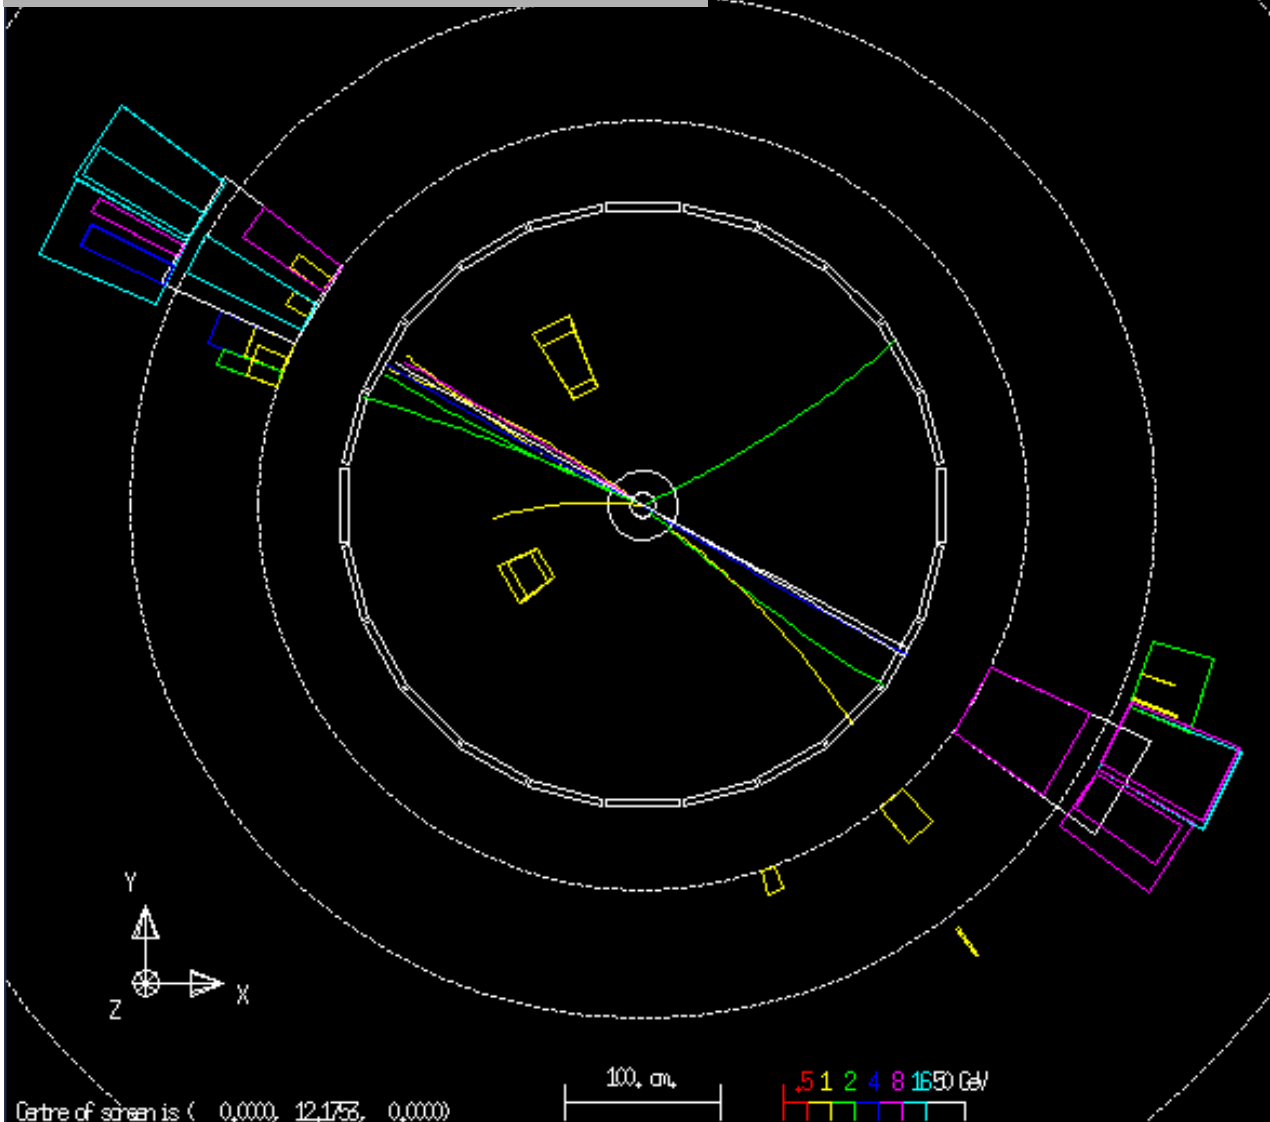 Y
Z
X
100. cm.
.5 1 2 4 8 16 50 GeV
Centre of screen is ( 0.0000, 12.1753, 0.0000)